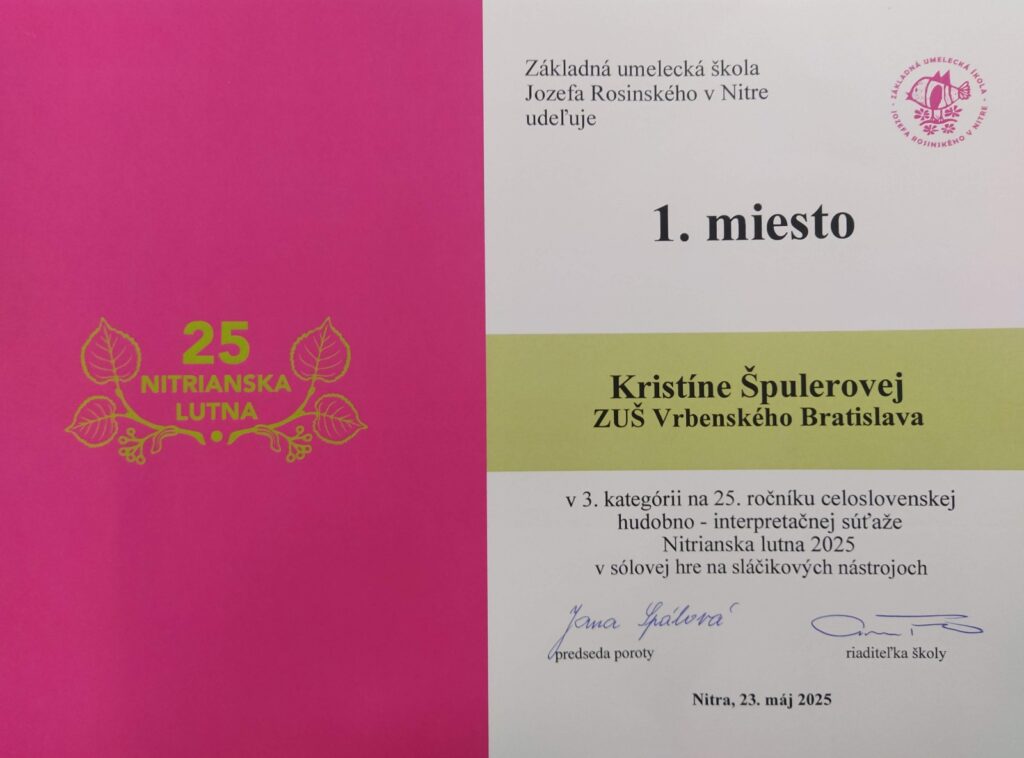 25
NITRIANSKA
LUTNA
Základná umelecká škola
Jozefa Rosinského v Nitre
udeľuje
ZÁKLADNÁ UMELECKÁ ŠKOLA
JOZEFA ROSINSKÉHO V NITRE
1. miesto
Kristíne Špulerovej
ZUŠ Vrbenského Bratislava
v 3. kategórii na 25. ročníku celoslovenskej
hudobno - interpretačnej súťaže
Nitrianska lutna 2025
v sólovej hre na sláčikových nástrojoch
Jana Spálová
predseda poroty
riaditeľka školy
Nitra, 23. máj 2025